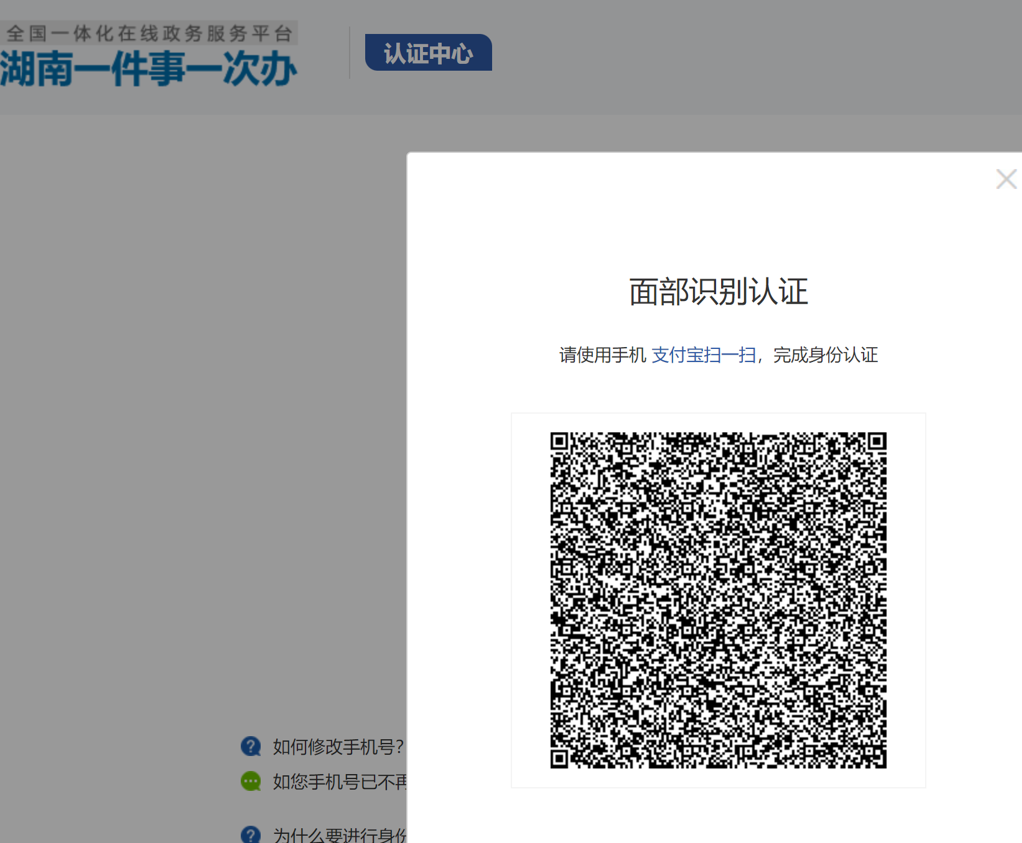 全国一体化在线政务服务平台
湖南一件事一次办
认证中心
面部识别认证
请使用手机 支付宝扫一扫，完成身份认证
如何修改手机号？
如您手机号已不再
为什么要进行身份